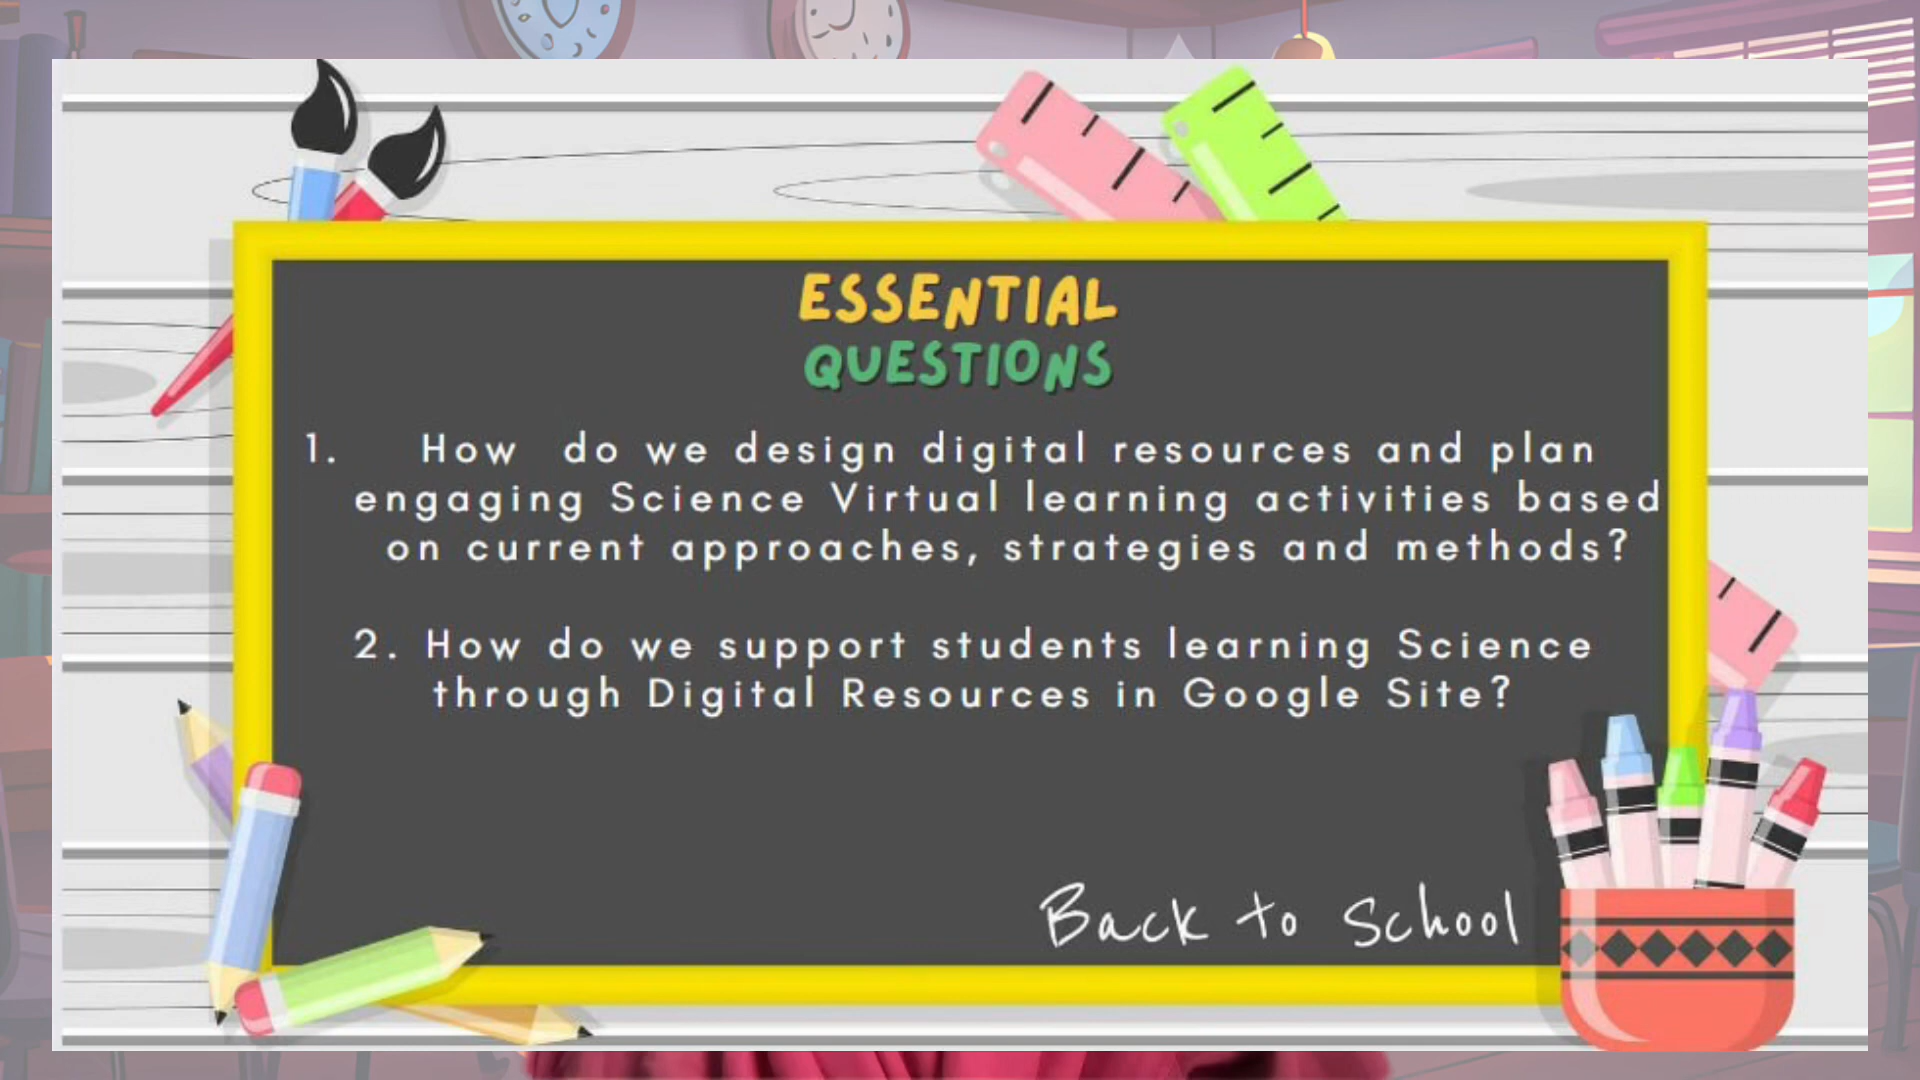 ESSENTIAL
QUESTIONS
1. How do we design digital resources and plan
engaging Science Virtual learning activities based
on current approaches, strategies and methods?
2. How do we support students learning Science
through Digital Resources in Google Site?
Back to School